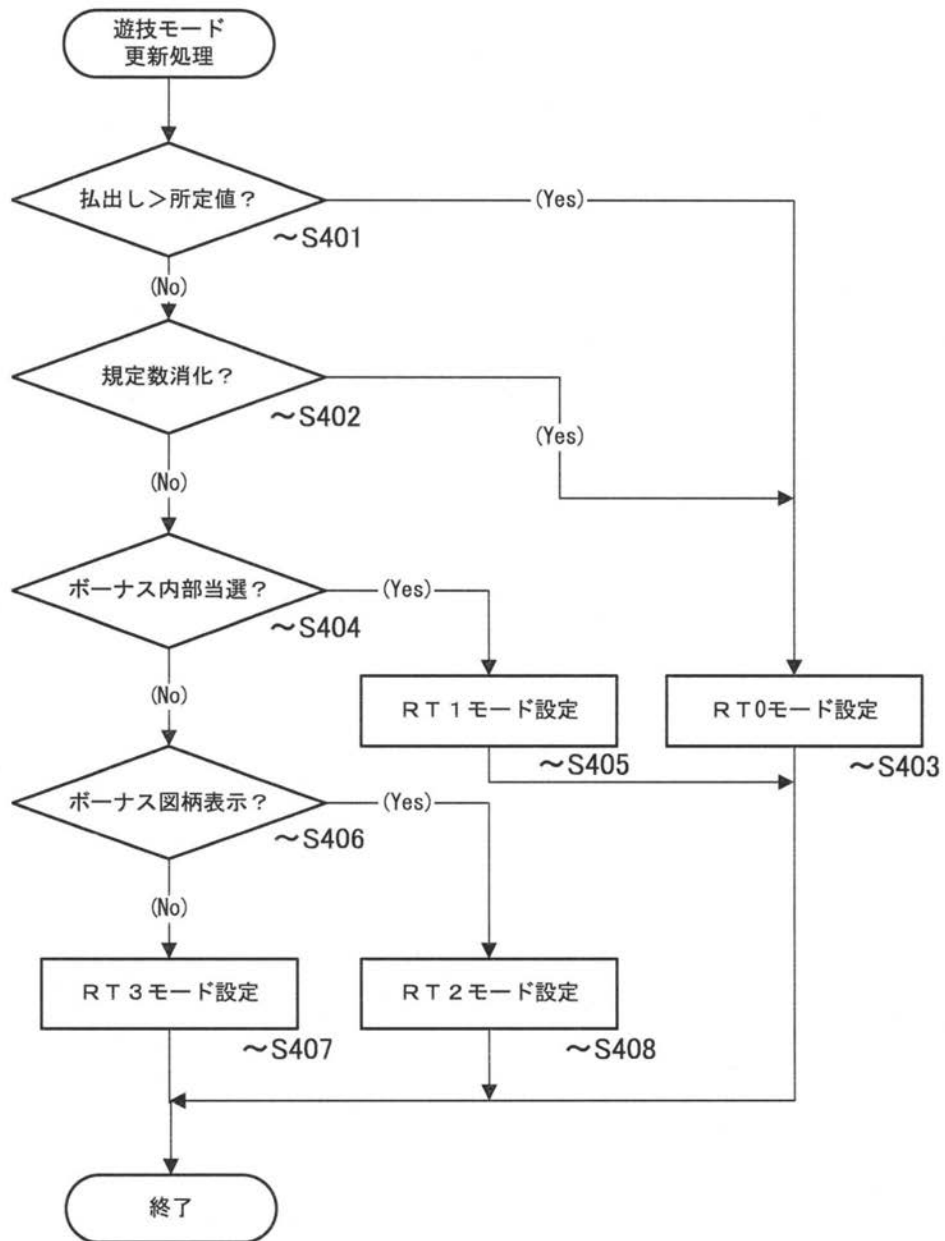 遊技モード
更新処理
払出し＞所定値？
(Yes)
～S401
(No)
規定数消化？
～S402
(Yes)
(No)
ボーナス内部当選？
(Yes)
～S404
(No)
ＲＴ１モード設定
ＲＴ0モード設定
～S405
～S403
ボーナス図柄表示？
(Yes)
～S406
(No)
ＲＴ３モード設定
ＲＴ２モード設定
～S407
～S408
終了